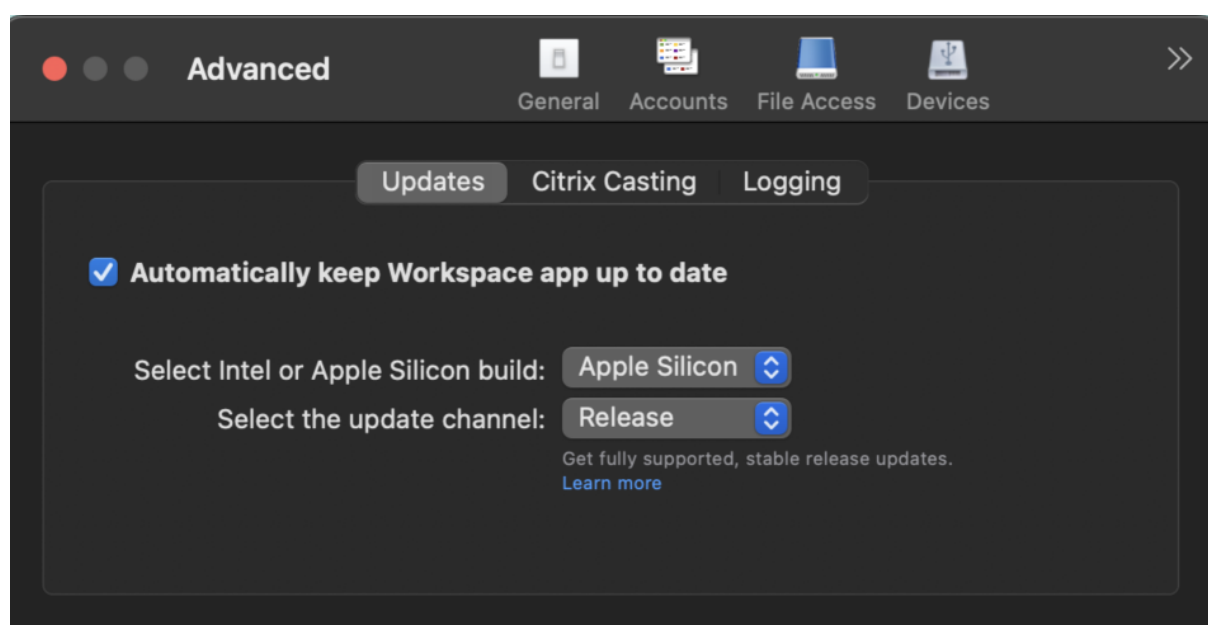 Advanced
General Accounts File Access Devices
Updates Citrix Casting Logging
Automatically keep Workspace app up to date
Select Intel or Apple Silicon build: Apple Silicon
Select the update channel: Release
Get fully supported, stable release updates.
Learn more